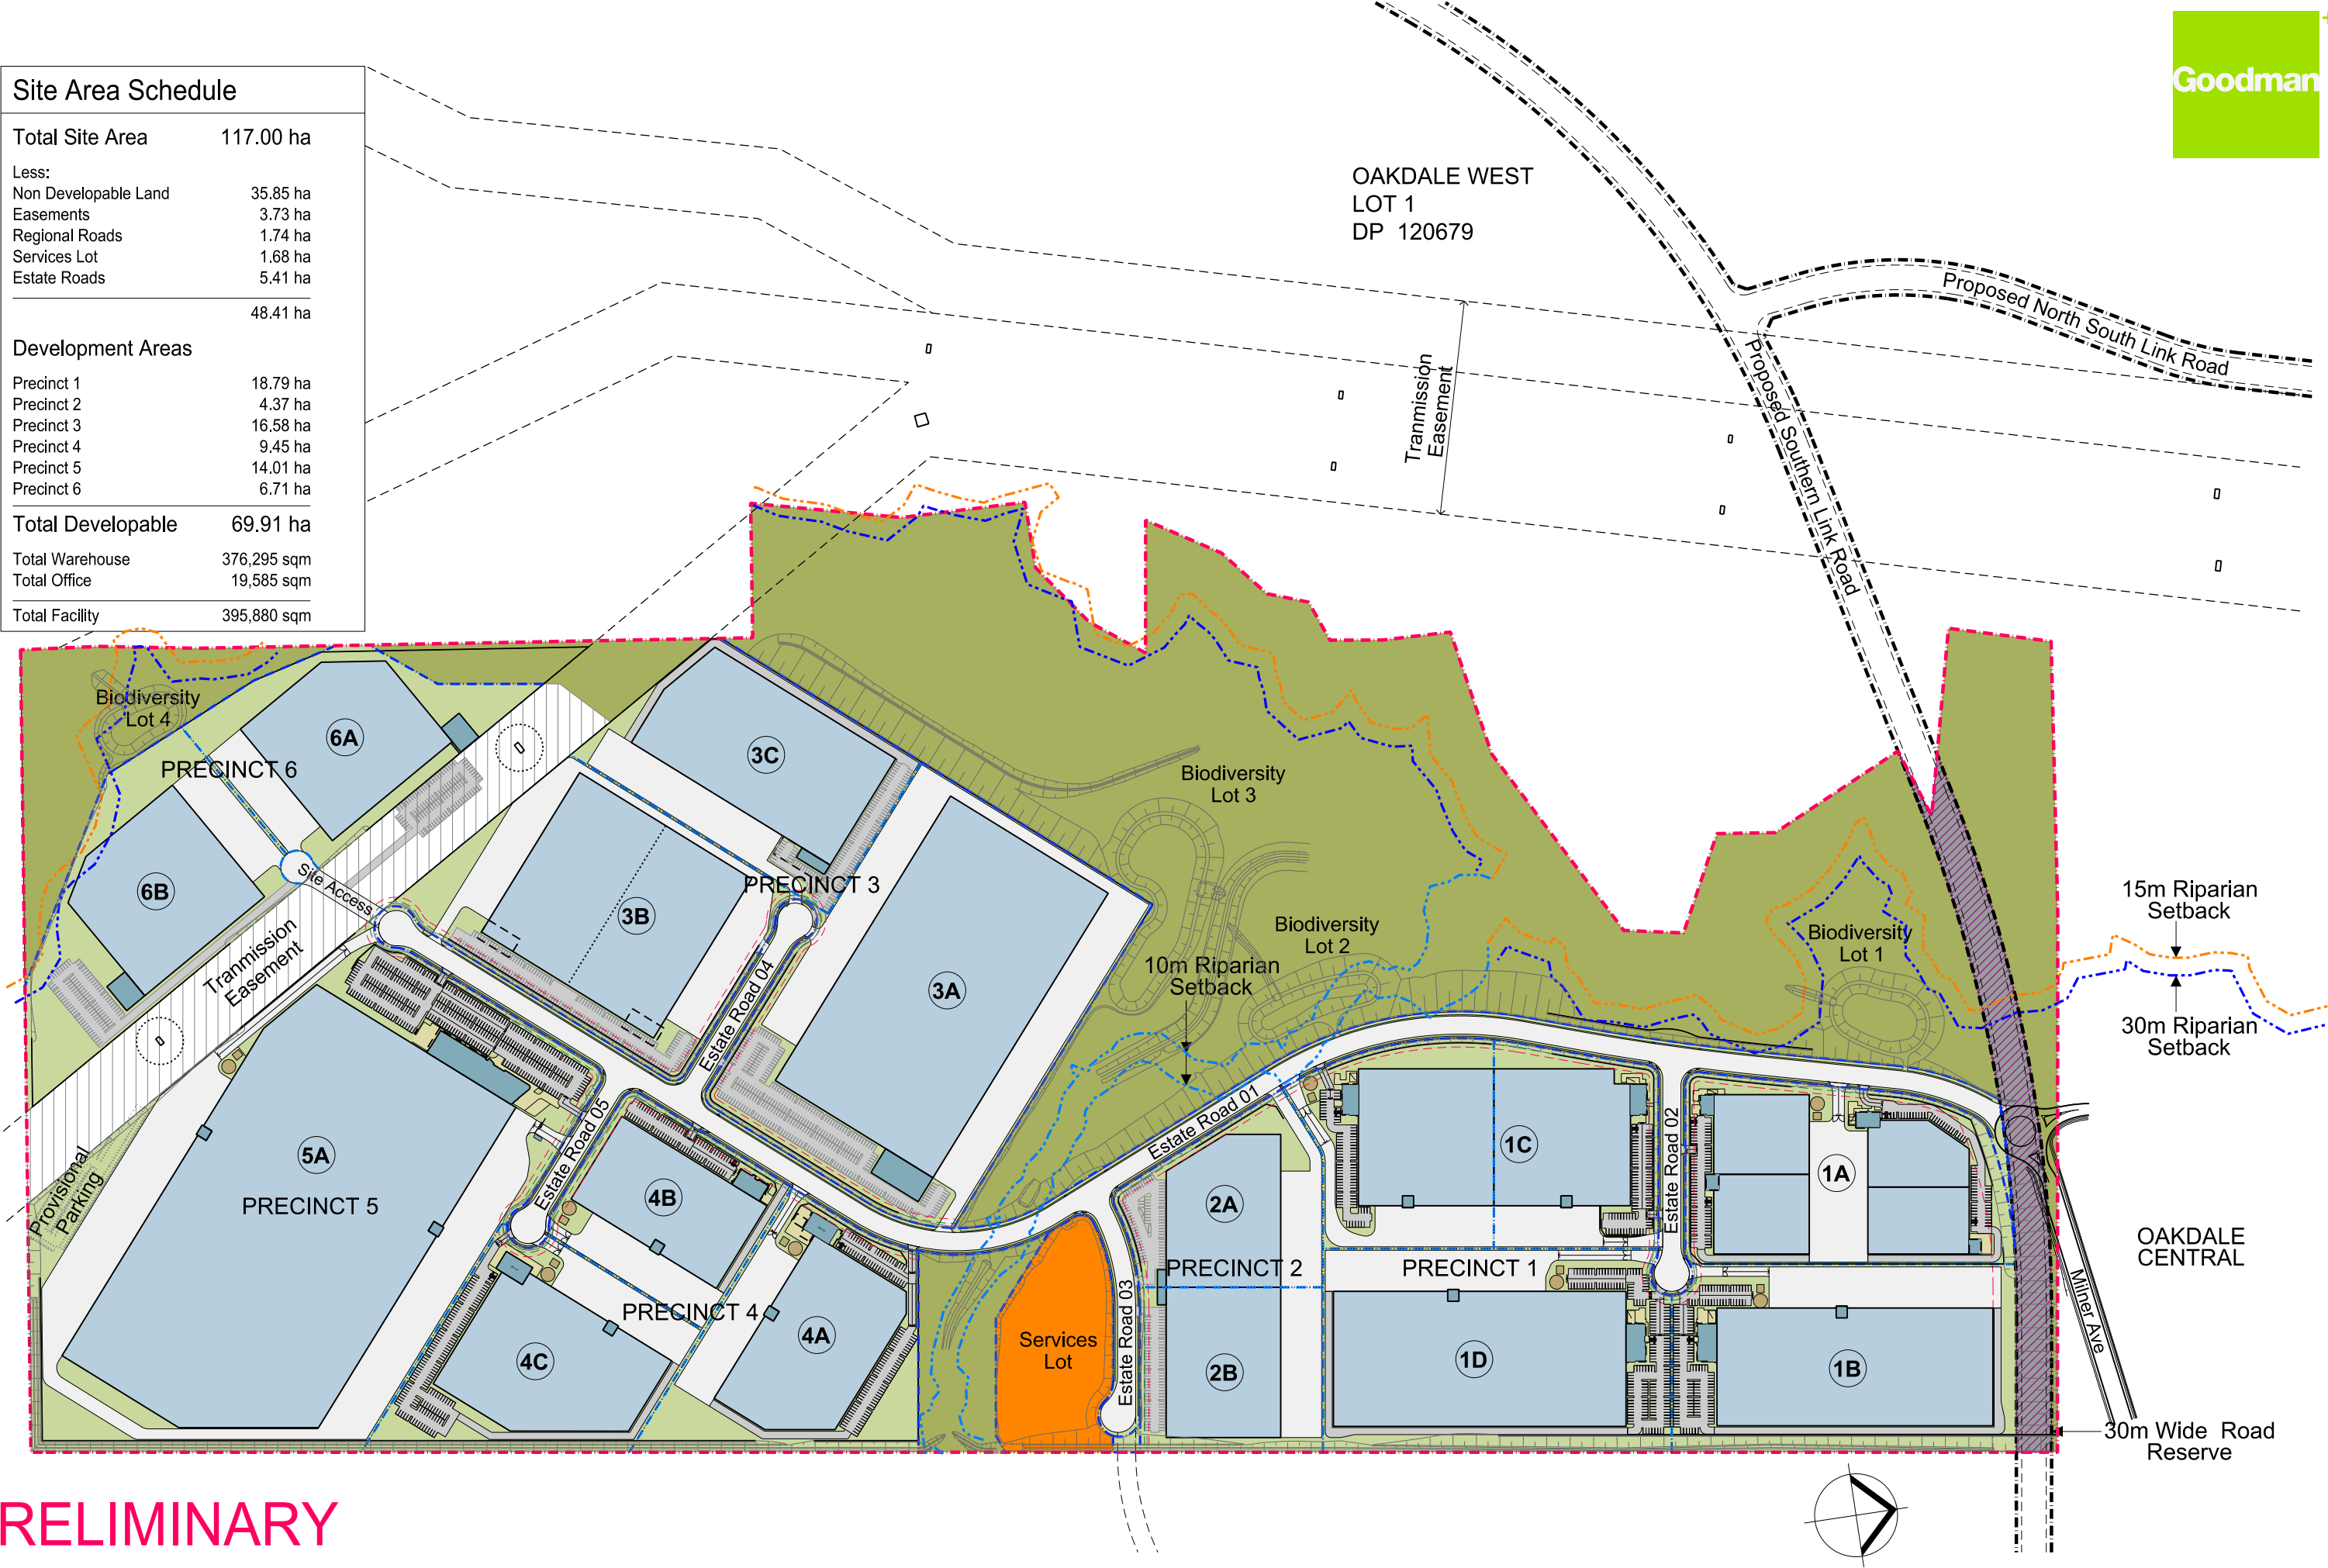 Goodman
Site Area Schedule
Total Site Area 117.00 ha
Less:
Non Developable Land 35.85 ha
Easements 3.73 ha
Regional Roads 1.74 ha
Services Lot 1.68 ha
Estate Roads 5.41 ha
48.41 ha
Development Areas
Precinct 1 18.79 ha
Precinct 2 4.37 ha
Precinct 3 16.58 ha
Precinct 4 9.45 ha
Precinct 5 14.01 ha
Precinct 6 6.71 ha
Total Developable 69.91 ha
Total Warehouse 376,295 sqm
Total Office 19,585 sqm
Total Facility 395,880 sqm
OAKDALE WEST
LOT 1
DP 120679
Proposed North South Link Road
Proposed Southern Link Road
Tranmission
Easement
Biodiversity
Lot 4
6A
PRECINCT 6
6B
Site Access
Tranmission
Easement
3C
PRECINCT 3
3B
3A
Estate Road 04
Biodiversity
Lot 3
Biodiversity
Lot 2
10m Riparian
Setback
Biodiversity
Lot 1
15m Riparian
Setback
30m Riparian
Setback
Estate Road 01
Estate Road 05
5A
PRECINCT 5
Provisional
Parking
4B
PRECINCT 4
4A
4C
Services
Lot
Estate Road 03
2A
PRECINCT 2
2B
1C
Estate Road 02
1A
PRECINCT 1
1D
1B
OAKDALE
CENTRAL
Milner Ave
30m Wide Road
Reserve
RELIMINARY